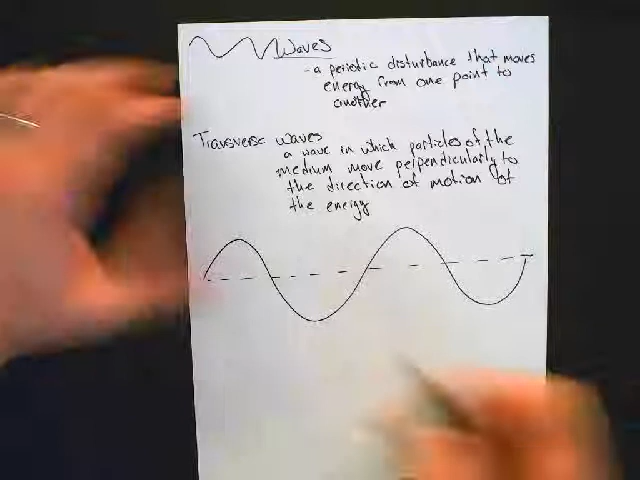 Waves
- a periodic disturbance that moves
energy from one point to
another
Transverse waves
a wave in which particles of the
medium move perpendicularly to
the direction of motion of
the energy